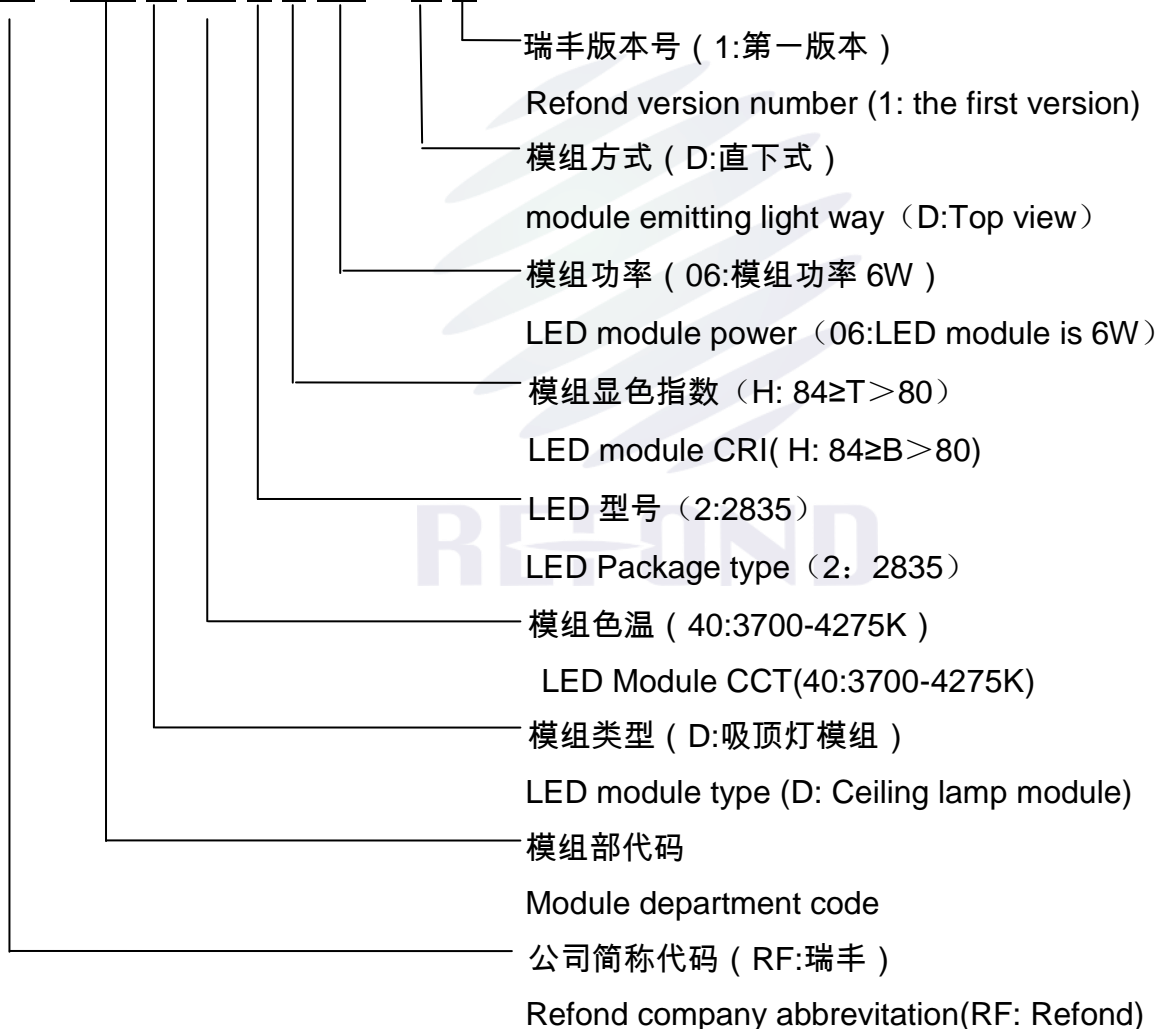 瑞丰版本号(1:第一版本)
Refond version number (1: the first version)
模组方式(D:直下式)
module emitting light way(D:Top view)
模组功率(06:模组功率 6W)
LED module power(06:LED module is 6W)
模组显色指数(H: 84≥T>80)
LED module CRI( H: 84≥B>80)
LED 型号(2:2835)
REFOND
LED Package type(2:2835)
模组色温(40:3700-4275K)
LED Module CCT(40:3700-4275K)
模组类型(D:吸顶灯模组)
LED module type (D: Ceiling lamp module)
模组部代码
Module department code
公司简称代码(RF:瑞丰)
Refond company abbrevitation(RF: Refond)